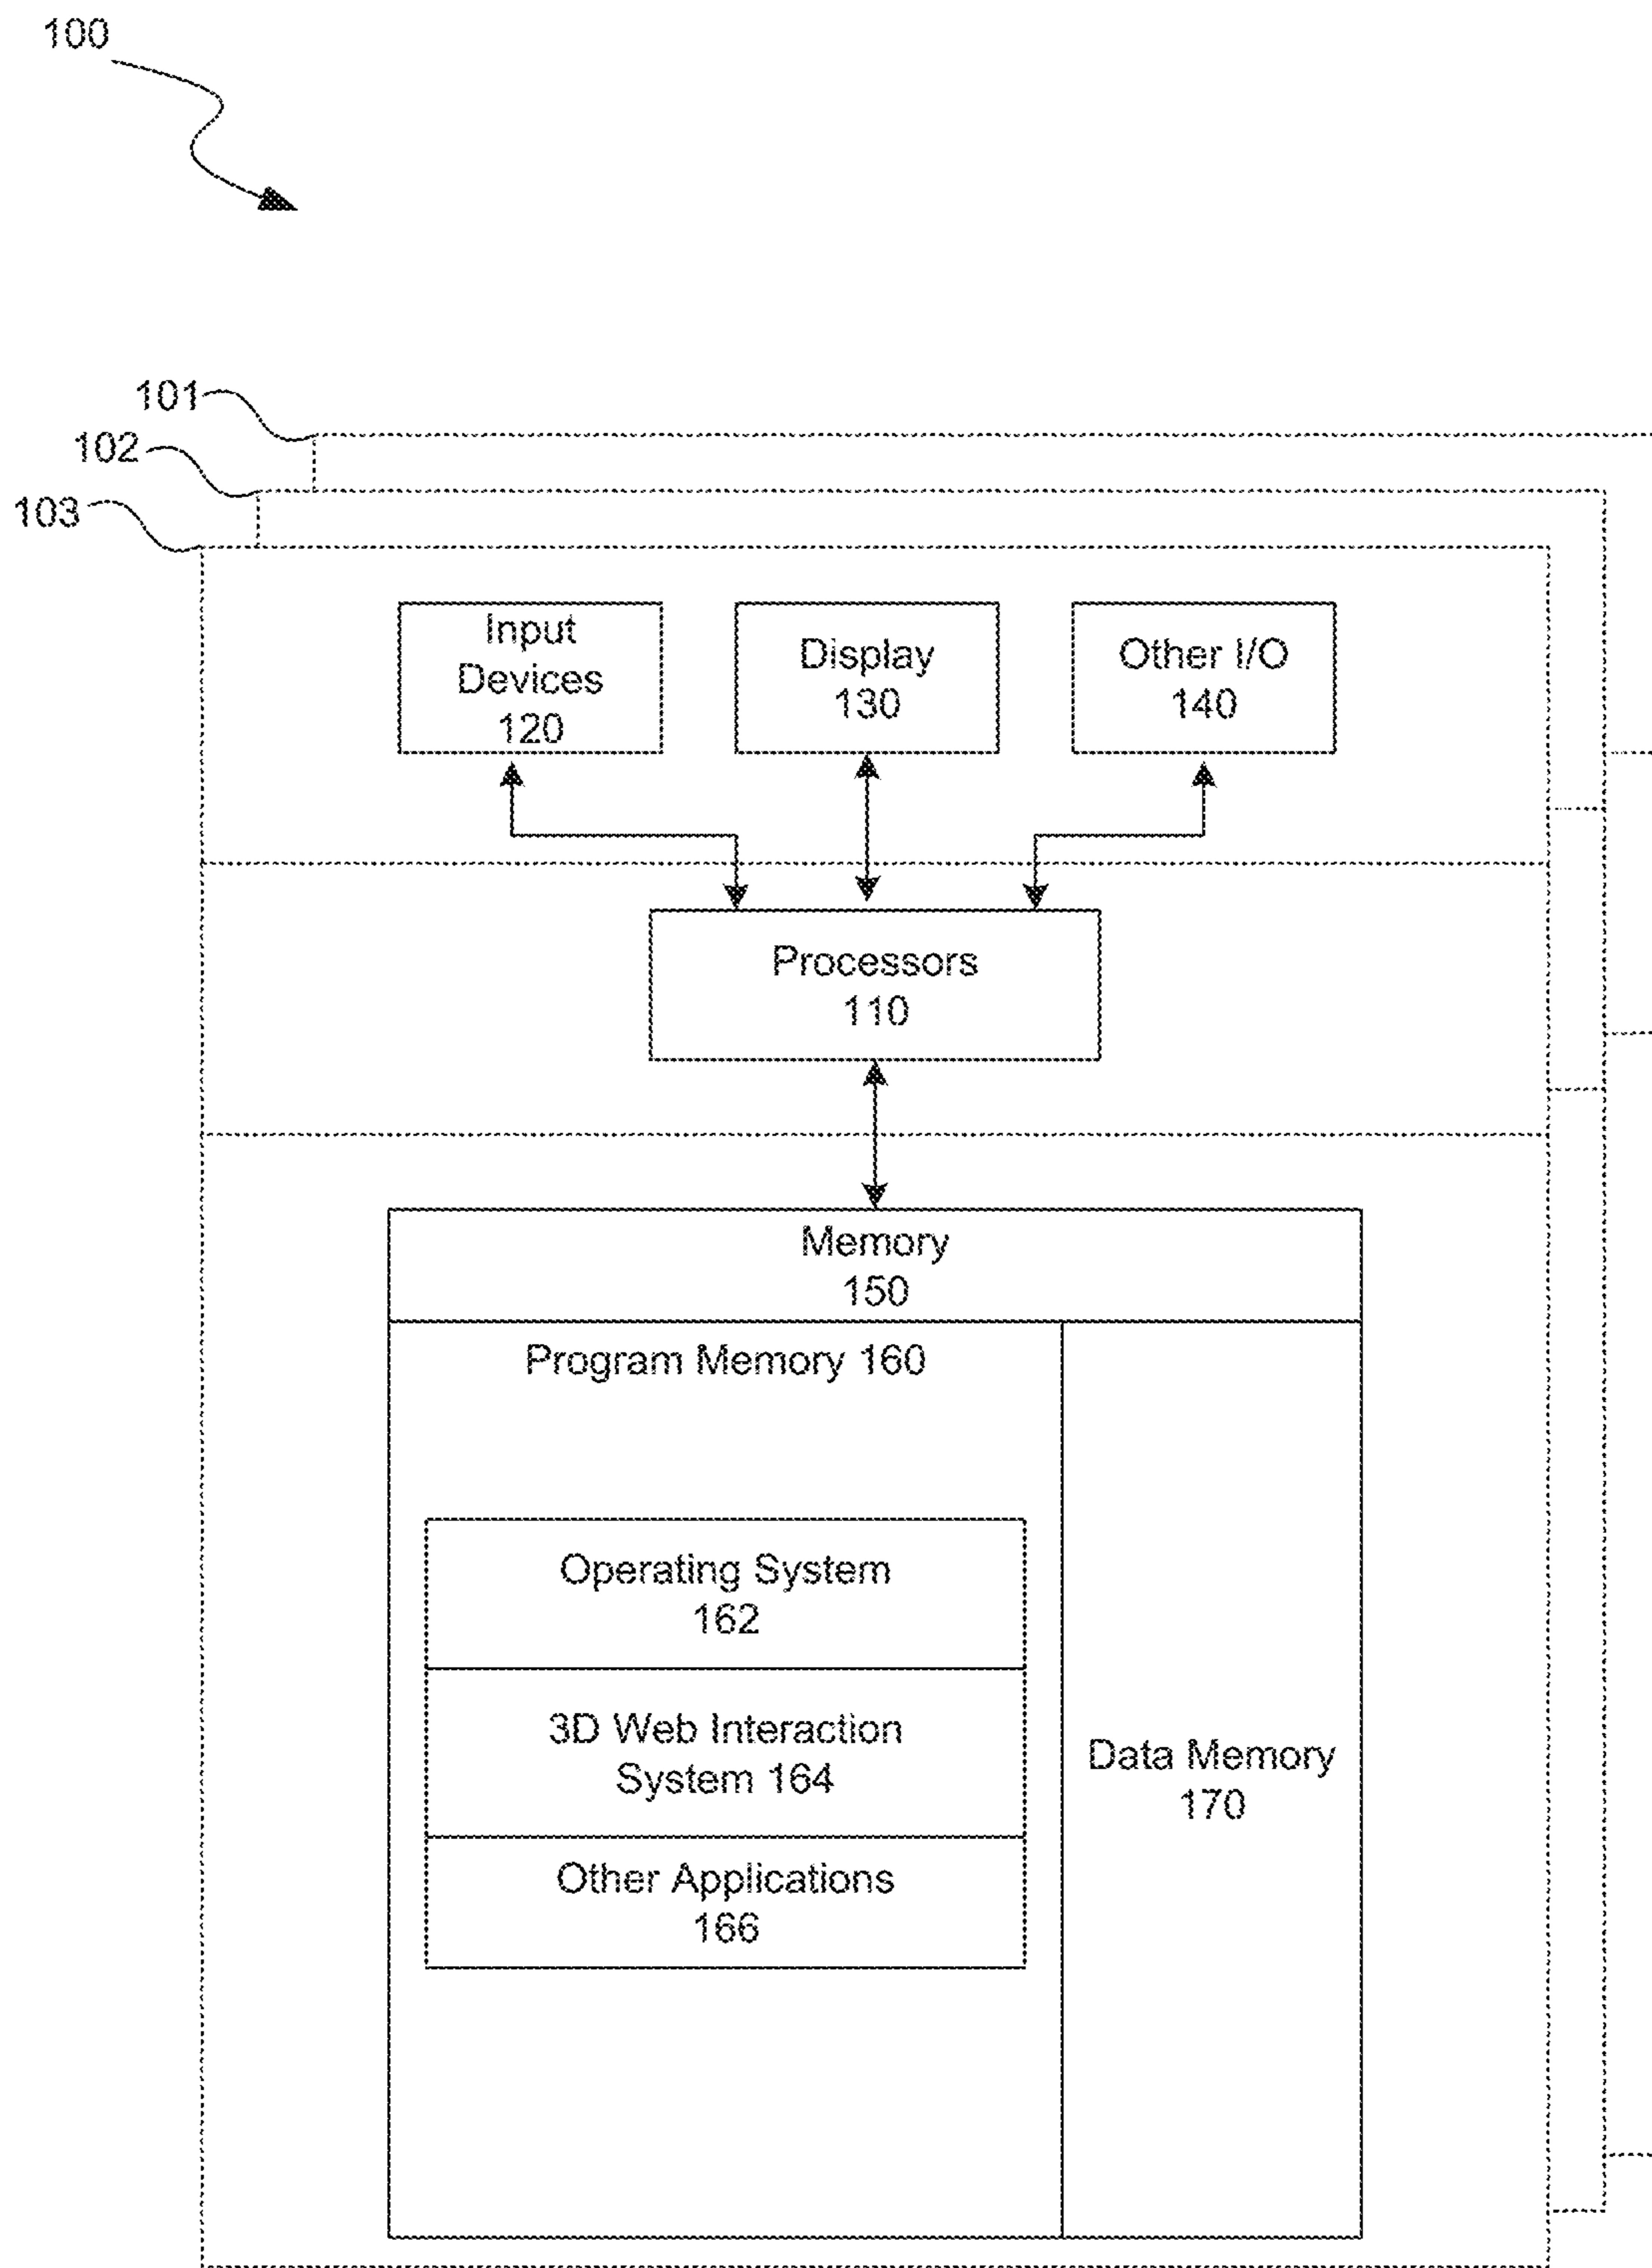 100
101
102
103
Input
Devices
120
Display
130
Other I/O
140
Processors
110
Memory
150
Program Memory 160
Operating System
162
3D Web Interaction
System 164
Other Applications
166
Data Memory
170